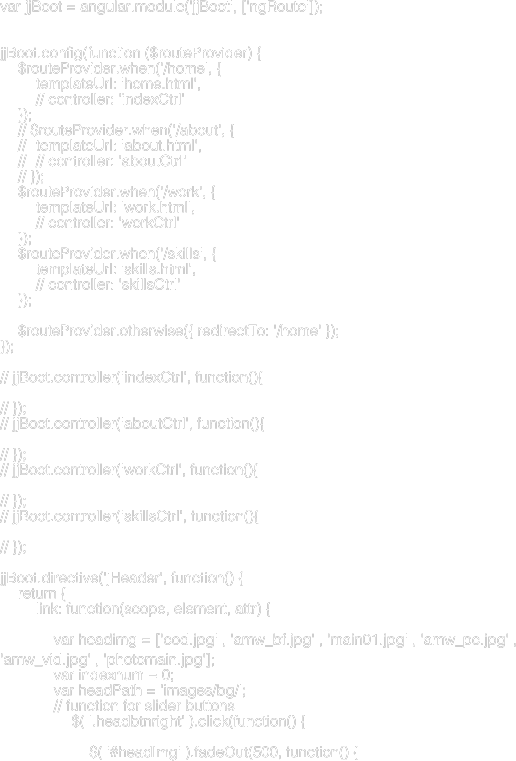 var jjBoot = angular.module('jjBoot', ['ngRoute']);
jjBoot.config(function ($routeProvider) {
$routeProvider.when('/home', {
templateUrl: 'home.html',
// controller: 'indexCtrl'
});
// $routeProvider.when('/about', {
// templateUrl: 'about.html',
// // controller: 'aboutCtrl'
// });
$routeProvider.when('/work', {
templateUrl: 'work.html',
// controller: 'workCtrl'
});
$routeProvider.when('/skills', {
templateUrl: 'skills.html',
// controller: 'skillsCtrl'
});
$routeProvider.otherwise({ redirectTo: '/home' });
});
// jjBoot.controller('indexCtrl', function(){
// });
// jjBoot.controller('aboutCtrl', function(){
// });
// jjBoot.controller('workCtrl', function(){
// });
// jjBoot.controller('skillsCtrl', function(){
// });
jjBoot.directive('jHeader', function() {
return {
link: function(scope, element, attr) {
var headimg = ['coo.jpg' , 'amw_bf.jpg' , 'main01.jpg' , 'amw_pc.jpg' ,
'amw_vid.jpg' , 'photomain.jpg'];
var indexnum = 0;
var headPath = 'images/bg/';
// function for slider buttons
$( '.headbtnright' ).click(function() {
$( '#headimg' ).fadeOut(500, function() {